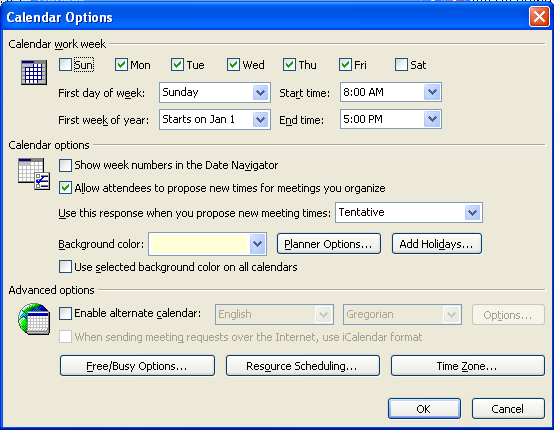 Calendar Options
Calendar work week
Sun Mon Tue Wed Thu Fri Sat
First day of week: Sunday Start time: 8:00 AM
First week of year: Starts on Jan 1 End time: 5:00 PM
Calendar options
Show week numbers in the Date Navigator
Allow attendees to propose new times for meetings you organize
Use this response when you propose new meeting times: Tentative
Background color: Planner Options... Add Holidays...
Use selected background color on all calendars
Advanced options
Enable alternate calendar: English Gregorian Options...
When sending meeting requests over the Internet, use iCalendar format
Free/Busy Options... Resource Scheduling... Time Zone...
OK Cancel